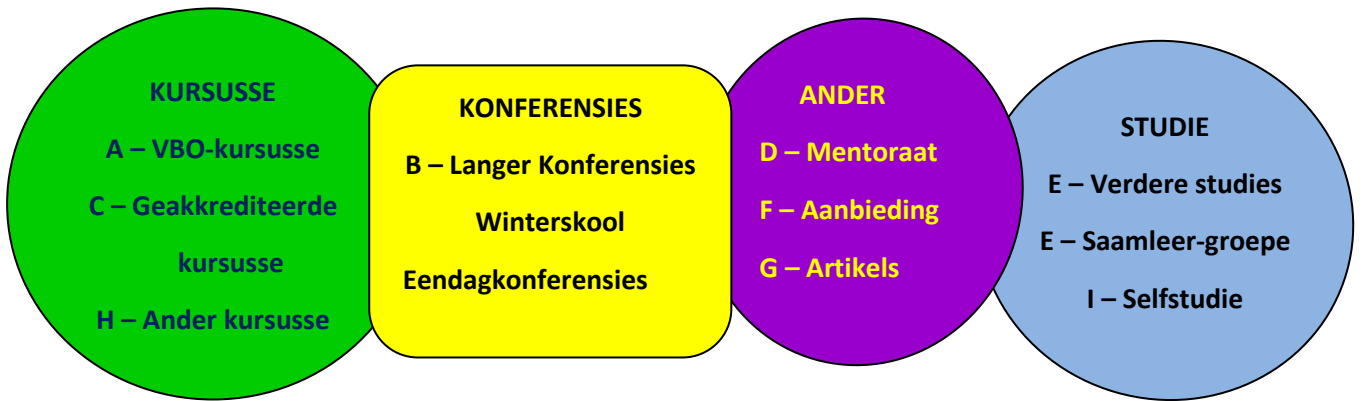 KURSUSSE
A – VBO-kursusse
C – Geakkrediteerde
kursusse
H – Ander kursusse
KONFERENSIES
B – Langer Konferensies
Winterskool
Eendagkonferensies
ANDER
D – Mentoraat
F – Aanbieding
G – Artikels
STUDIE
E – Verdere studies
E – Saamleer-groepe
I – Selfstudie